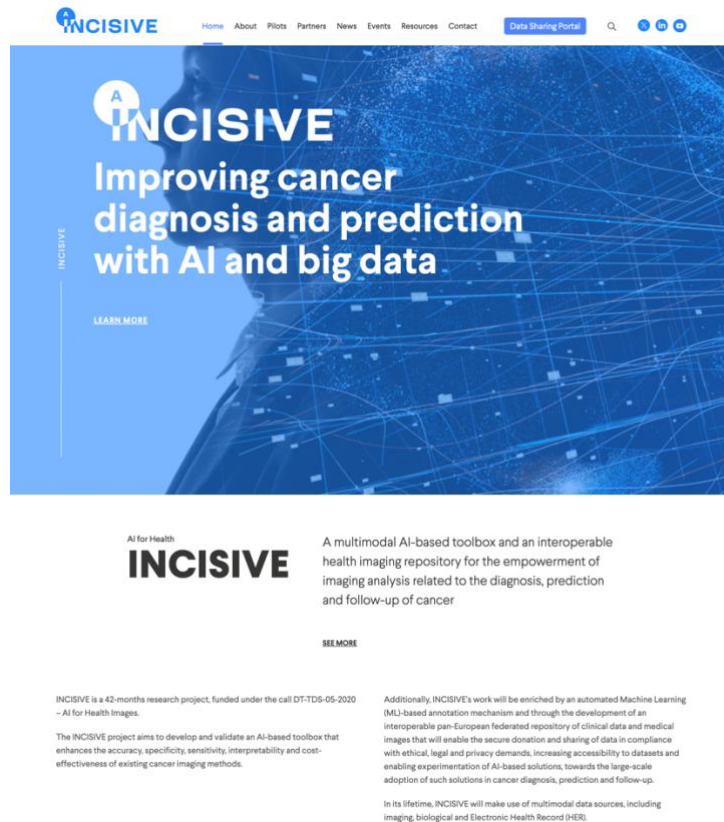 AI
INCISIVE
Home About Pilots Partners News Events Resources Contact Data Sharing Portal
AI
INCISIVE
Improving cancer
diagnosis and prediction
with AI and big data
INCISIVE
LEARN MORE
AI for Health
INCISIVE
A multimodal AI-based toolbox and an interoperable
health imaging repository for the empowerment of
imaging analysis related to the diagnosis, prediction
and follow-up of cancer
SEE MORE
INCISIVE is a 42-months research project, funded under the call DT-TDS-05-2020
– AI for Health Images.
The INCISIVE project aims to develop and validate an AI-based toolbox that
enhances the accuracy, specificity, sensitivity, interpretability and cost-
effectiveness of existing cancer imaging methods.
Additionally, INCISIVE's work will be enriched by an automated Machine Learning
(ML)-based annotation mechanism and through the development of an
interoperable pan-European federated repository of clinical data and medical
images that will enable the secure donation and sharing of data in compliance
with ethical, legal and privacy demands, increasing accessibility to datasets and
enabling experimentation of AI-based solutions, towards the large-scale
adoption of such solutions in cancer diagnosis, prediction and follow-up.
In its lifetime, INCISIVE will make use of multimodal data sources, including
imaging, biological and Electronic Health Record (HER).